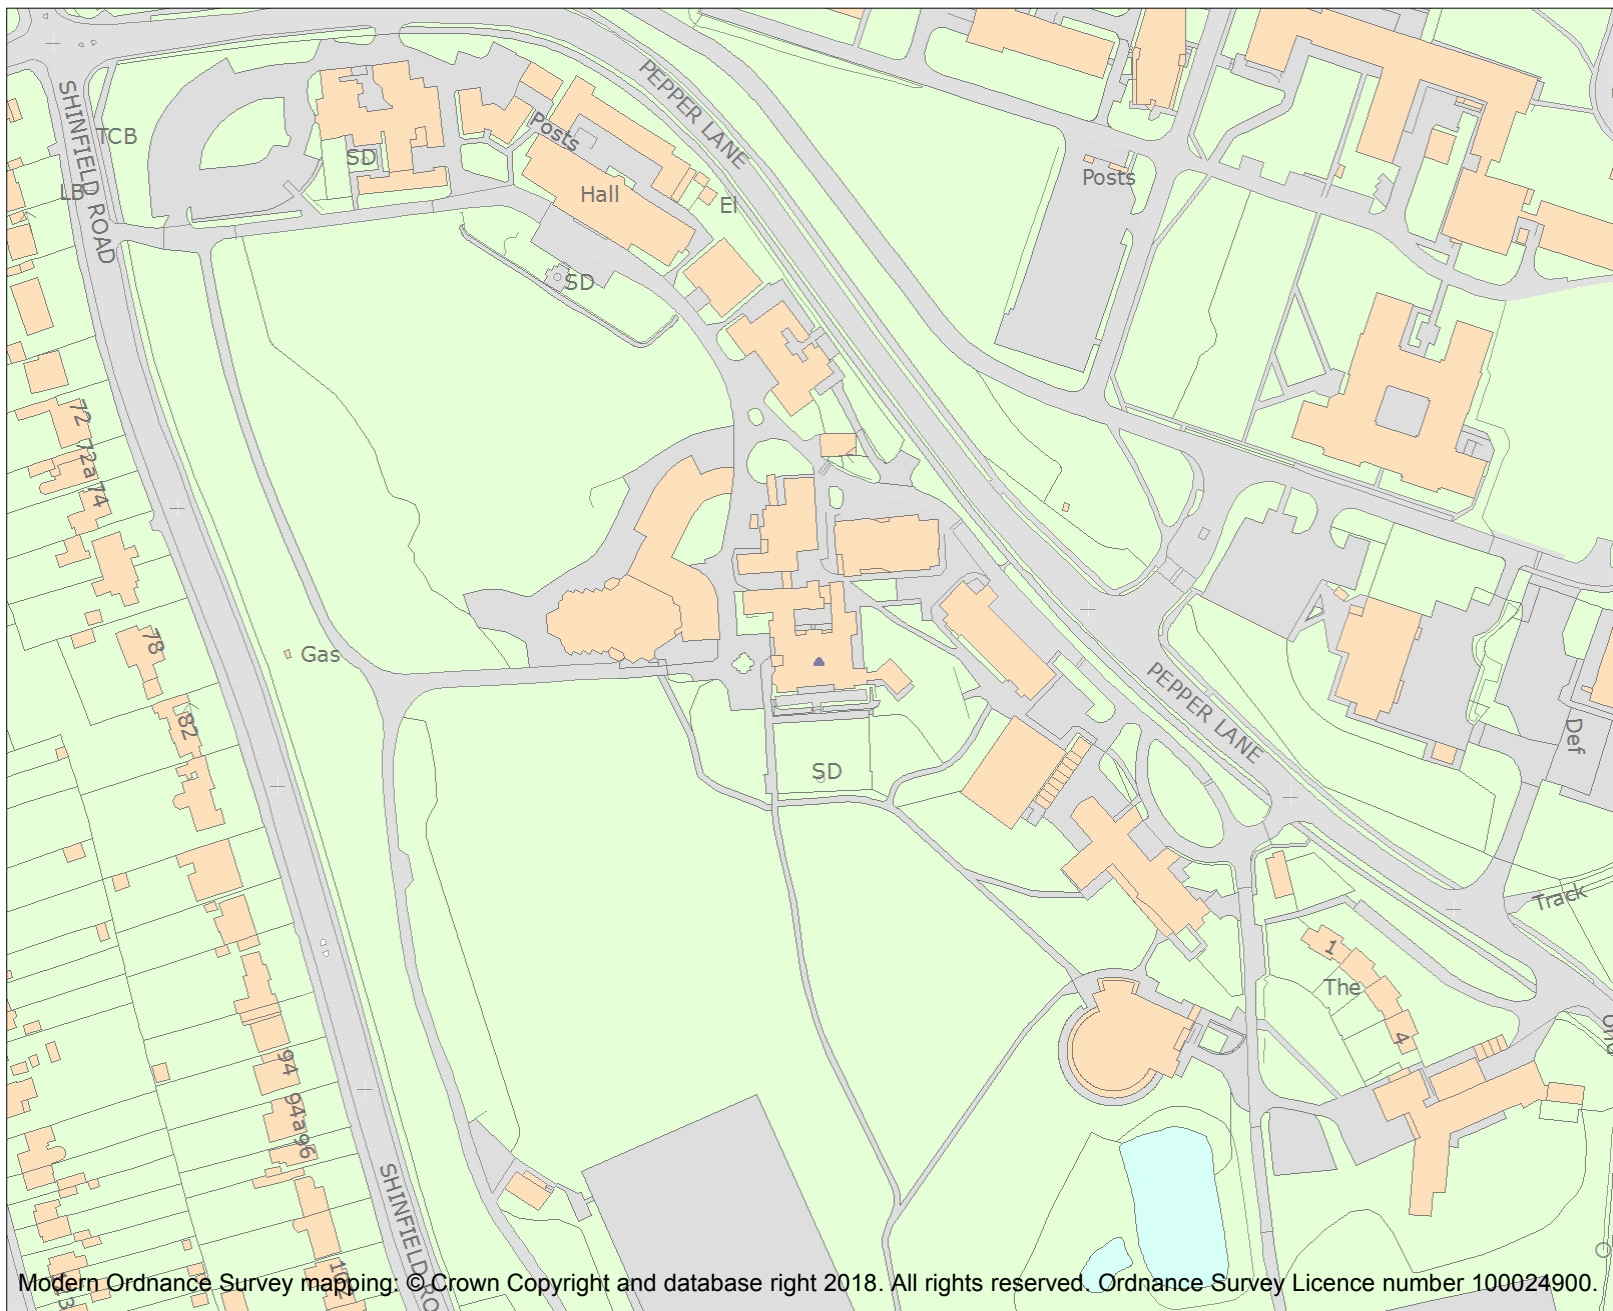 PEPPER LANE
SHINFIELD ROAD
TCB
Posts
SD
Posts
LB
Hall
El
SD
72
72a
74
78
Gas
82
PEPPER LANE
Def
SD
Track
1
The
4
94
94a
96
SHINFIELD RO
102
Modern Ordnance Survey mapping: © Crown Copyright and database right 2018. All rights reserved. Ordnance Survey Licence number 100024900.